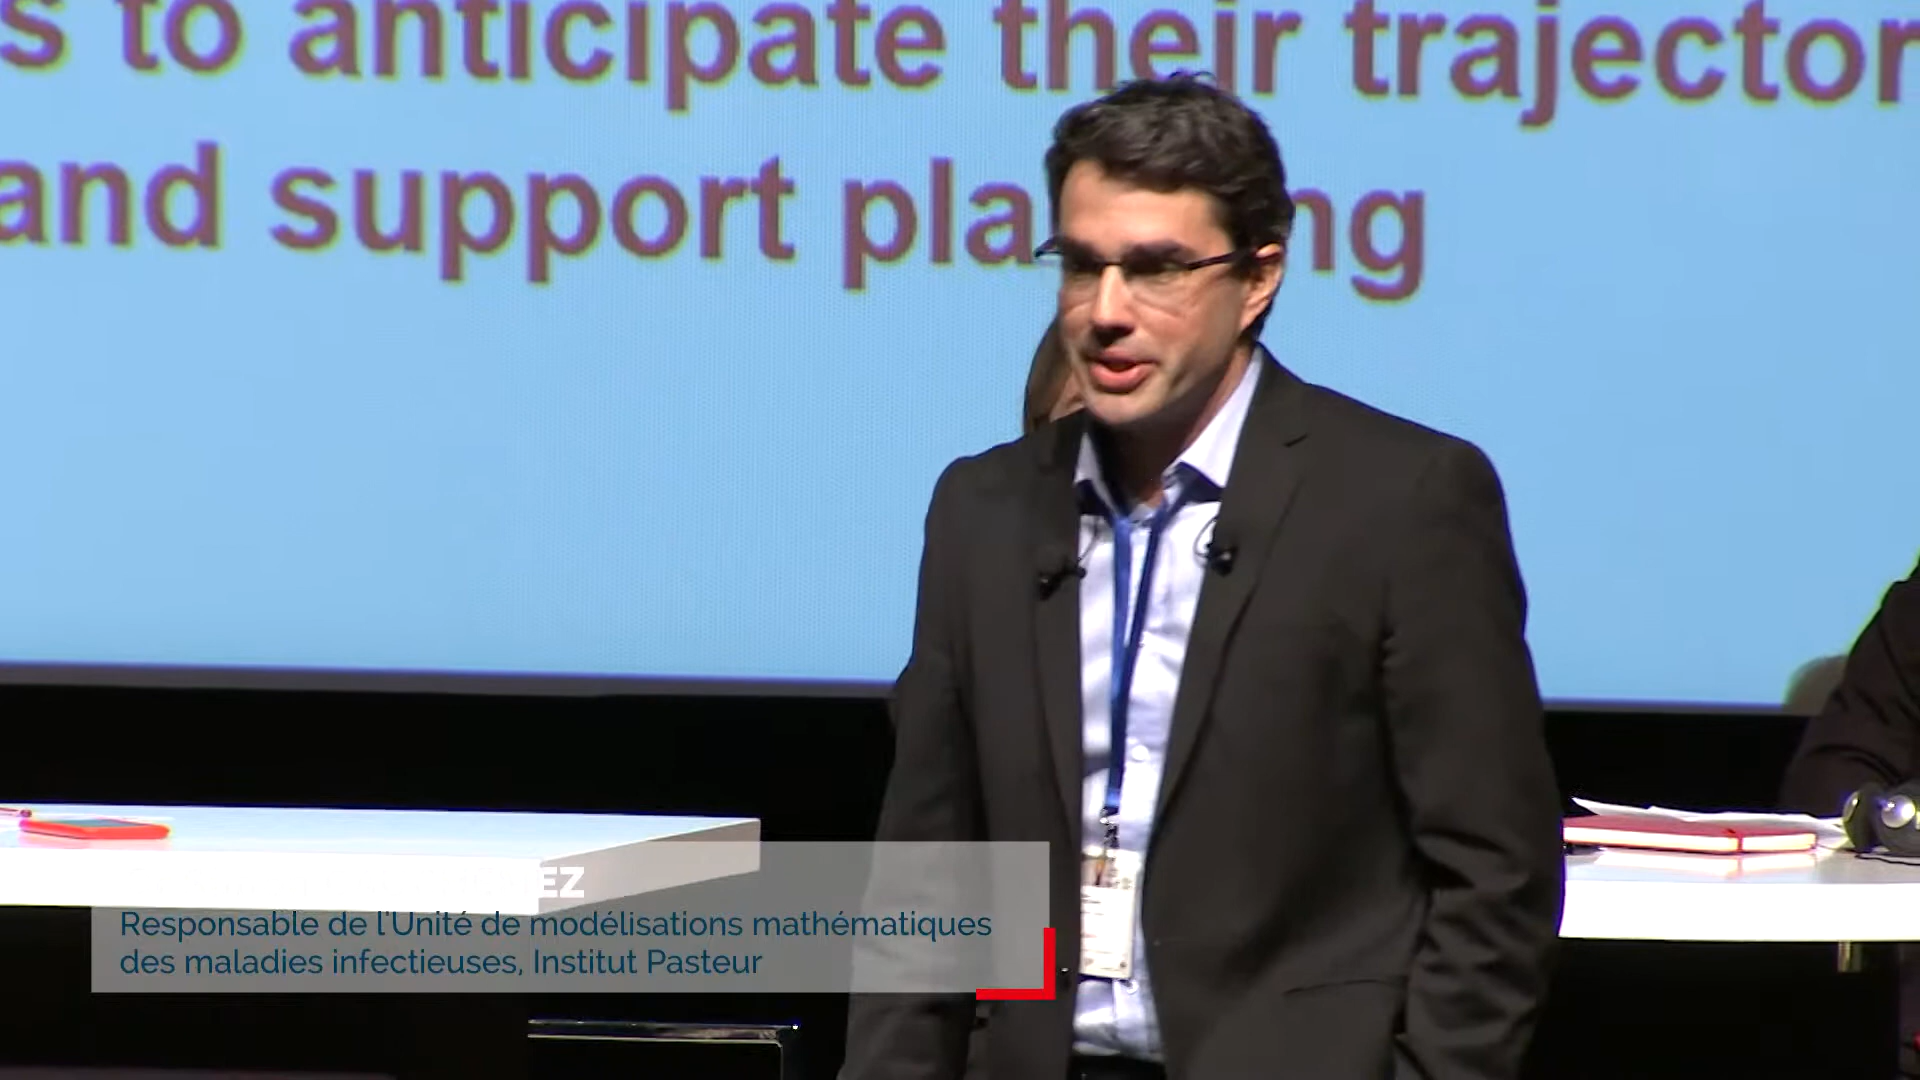 s to anticipate their trajector
and support pla ng
EZ
Responsable de l'Unité de modélisations mathématiques
des maladies infectieuses, Institut Pasteur